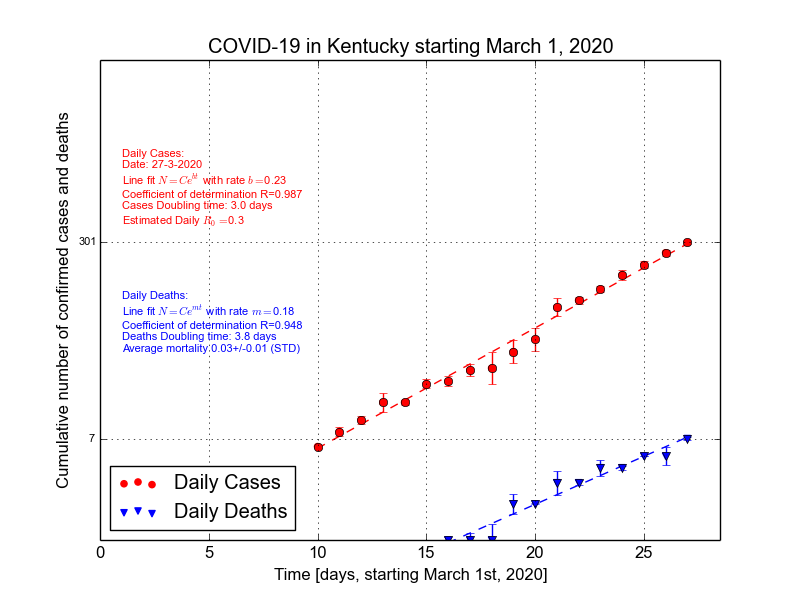 COVID-19 in Kentucky starting March 1, 2020
Cumulative number of confirmed cases and deaths
Daily Cases:
Date: 27-3-2020
Line fit N = Ce^{bt} with rate b = 0.23
Coefficient of determination R=0.987
Cases Doubling time: 3.0 days
Estimated Daily R_0 = 0.3
301
Daily Deaths:
Line fit N = Ce^{mt} with rate m = 0.18
Coefficient of determination R=0.948
Deaths Doubling time: 3.8 days
Average mortality:0.03+/-0.01 (STD)
7
Daily Cases
Daily Deaths
0 5 10 15 20 25
Time [days, starting March 1st, 2020]